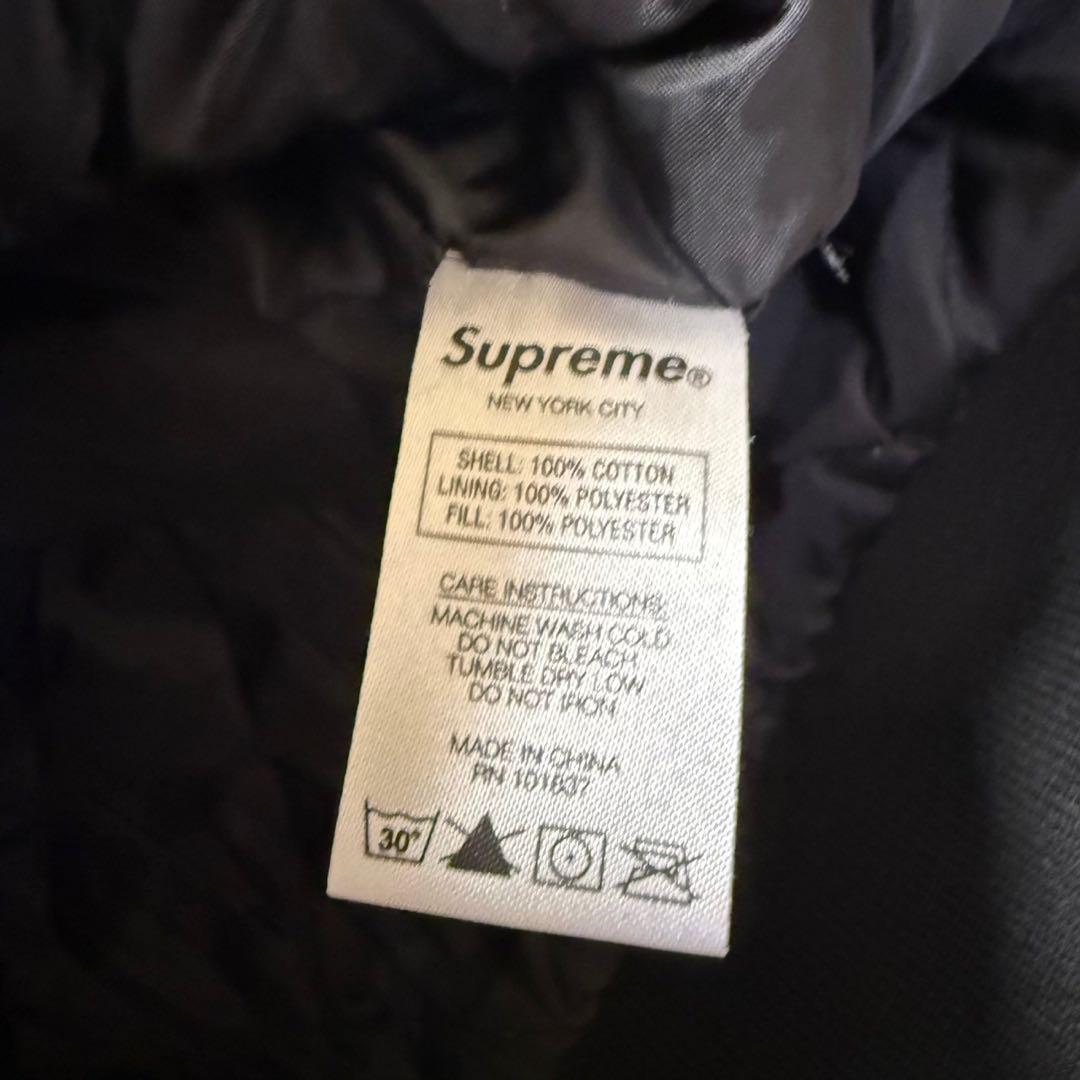 Supreme®
NEW YORK CITY
SHELL: 100% COTTON
LINING: 100% POLYESTER
FILL: 100% POLYESTER
CARE INSTRUCTIONS:
MACHINE WASH COLD
DO NOT BLEACH
TUMBLE DRY LOW
DO NOT IRON
MADE IN CHINA
RN 101837
30°